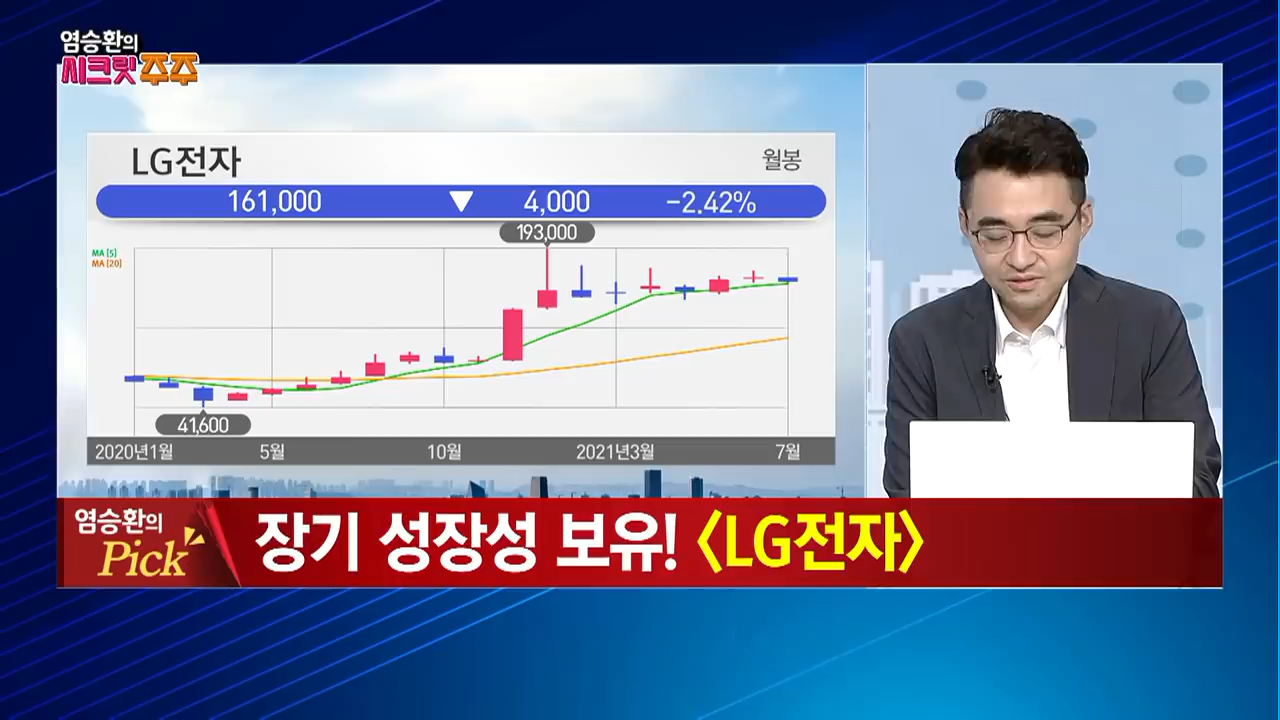 염승환의
시크릿 주주
LG전자
월봉
161,000 ▼ 4,000 -2.42%
193,000
MA [5]
MA [20]
41,600
2020년1월 5월 10월 2021년3월 7월
염승환의
Pick
장기 성장성 보유! <LG전자>